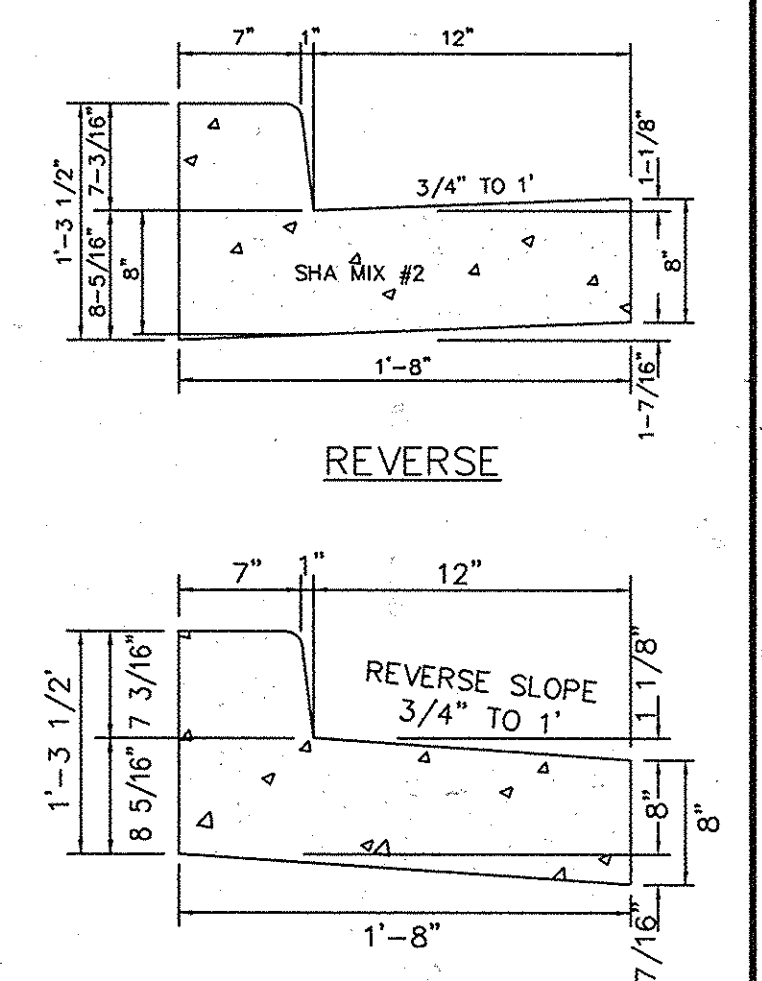 7" 1" 12"
1'-3 1/2"
7-3/16"
8-5/16"
8"
3/4" TO 1'
1-1/8"
8"
SHA MIX #2
1'-8"
1-7/16"
REVERSE
7" 1" 12"
1'-3 1/2'
7 3/16"
8 5/16"
REVERSE SLOPE
3/4" TO 1'
1 1/8"
8"
8"
1'-8"
7/16"